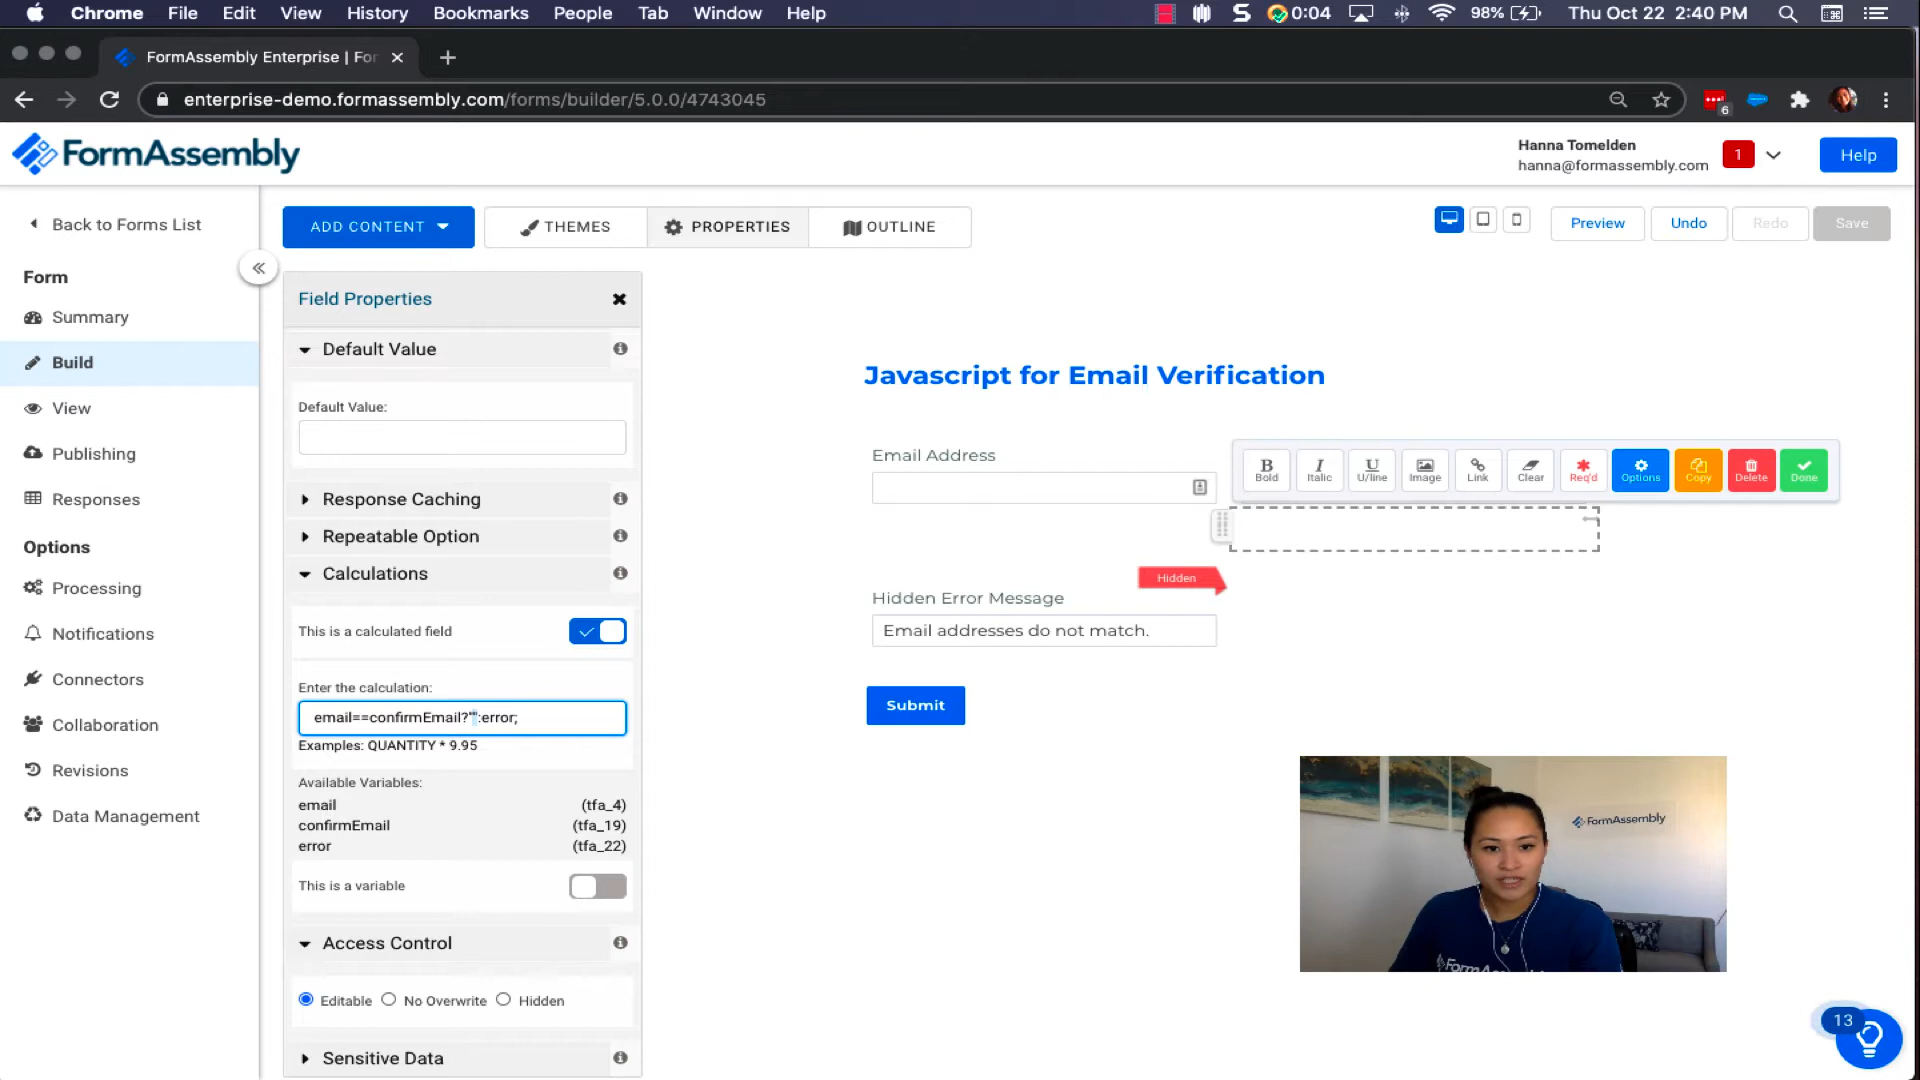 Chrome File Edit View History Bookmarks People Tab Window Help 0:04 98% Thu Oct 22 2:40 PM
FormAssembly Enterprise | For
enterprise-demo.formassembly.com/forms/builder/5.0.0/4743045
6
FormAssembly
Hanna Tomelden
hanna@formassembly.com
1
Help
Back to Forms List
ADD CONTENT
THEMES
PROPERTIES
OUTLINE
Preview
Undo
Redo
Save
Form
Summary
Build
View
Publishing
Responses
Options
Processing
Notifications
Connectors
Collaboration
Revisions
Data Management
Field Properties
Default Value
Default Value:
Response Caching
Repeatable Option
Calculations
This is a calculated field
Enter the calculation:
email==confirmEmail?"":error;
Examples: QUANTITY * 9.95
Available Variables:
email (tfa_4)
confirmEmail (tfa_19)
error (tfa_22)
This is a variable
Access Control
Editable No Overwrite Hidden
Sensitive Data
Javascript for Email Verification
Email Address
B I U
Bold Italic U/line Image Link Clear Req'd Options Copy Delete Done
Hidden
Hidden Error Message
Email addresses do not match.
Submit
FormAssembly
13